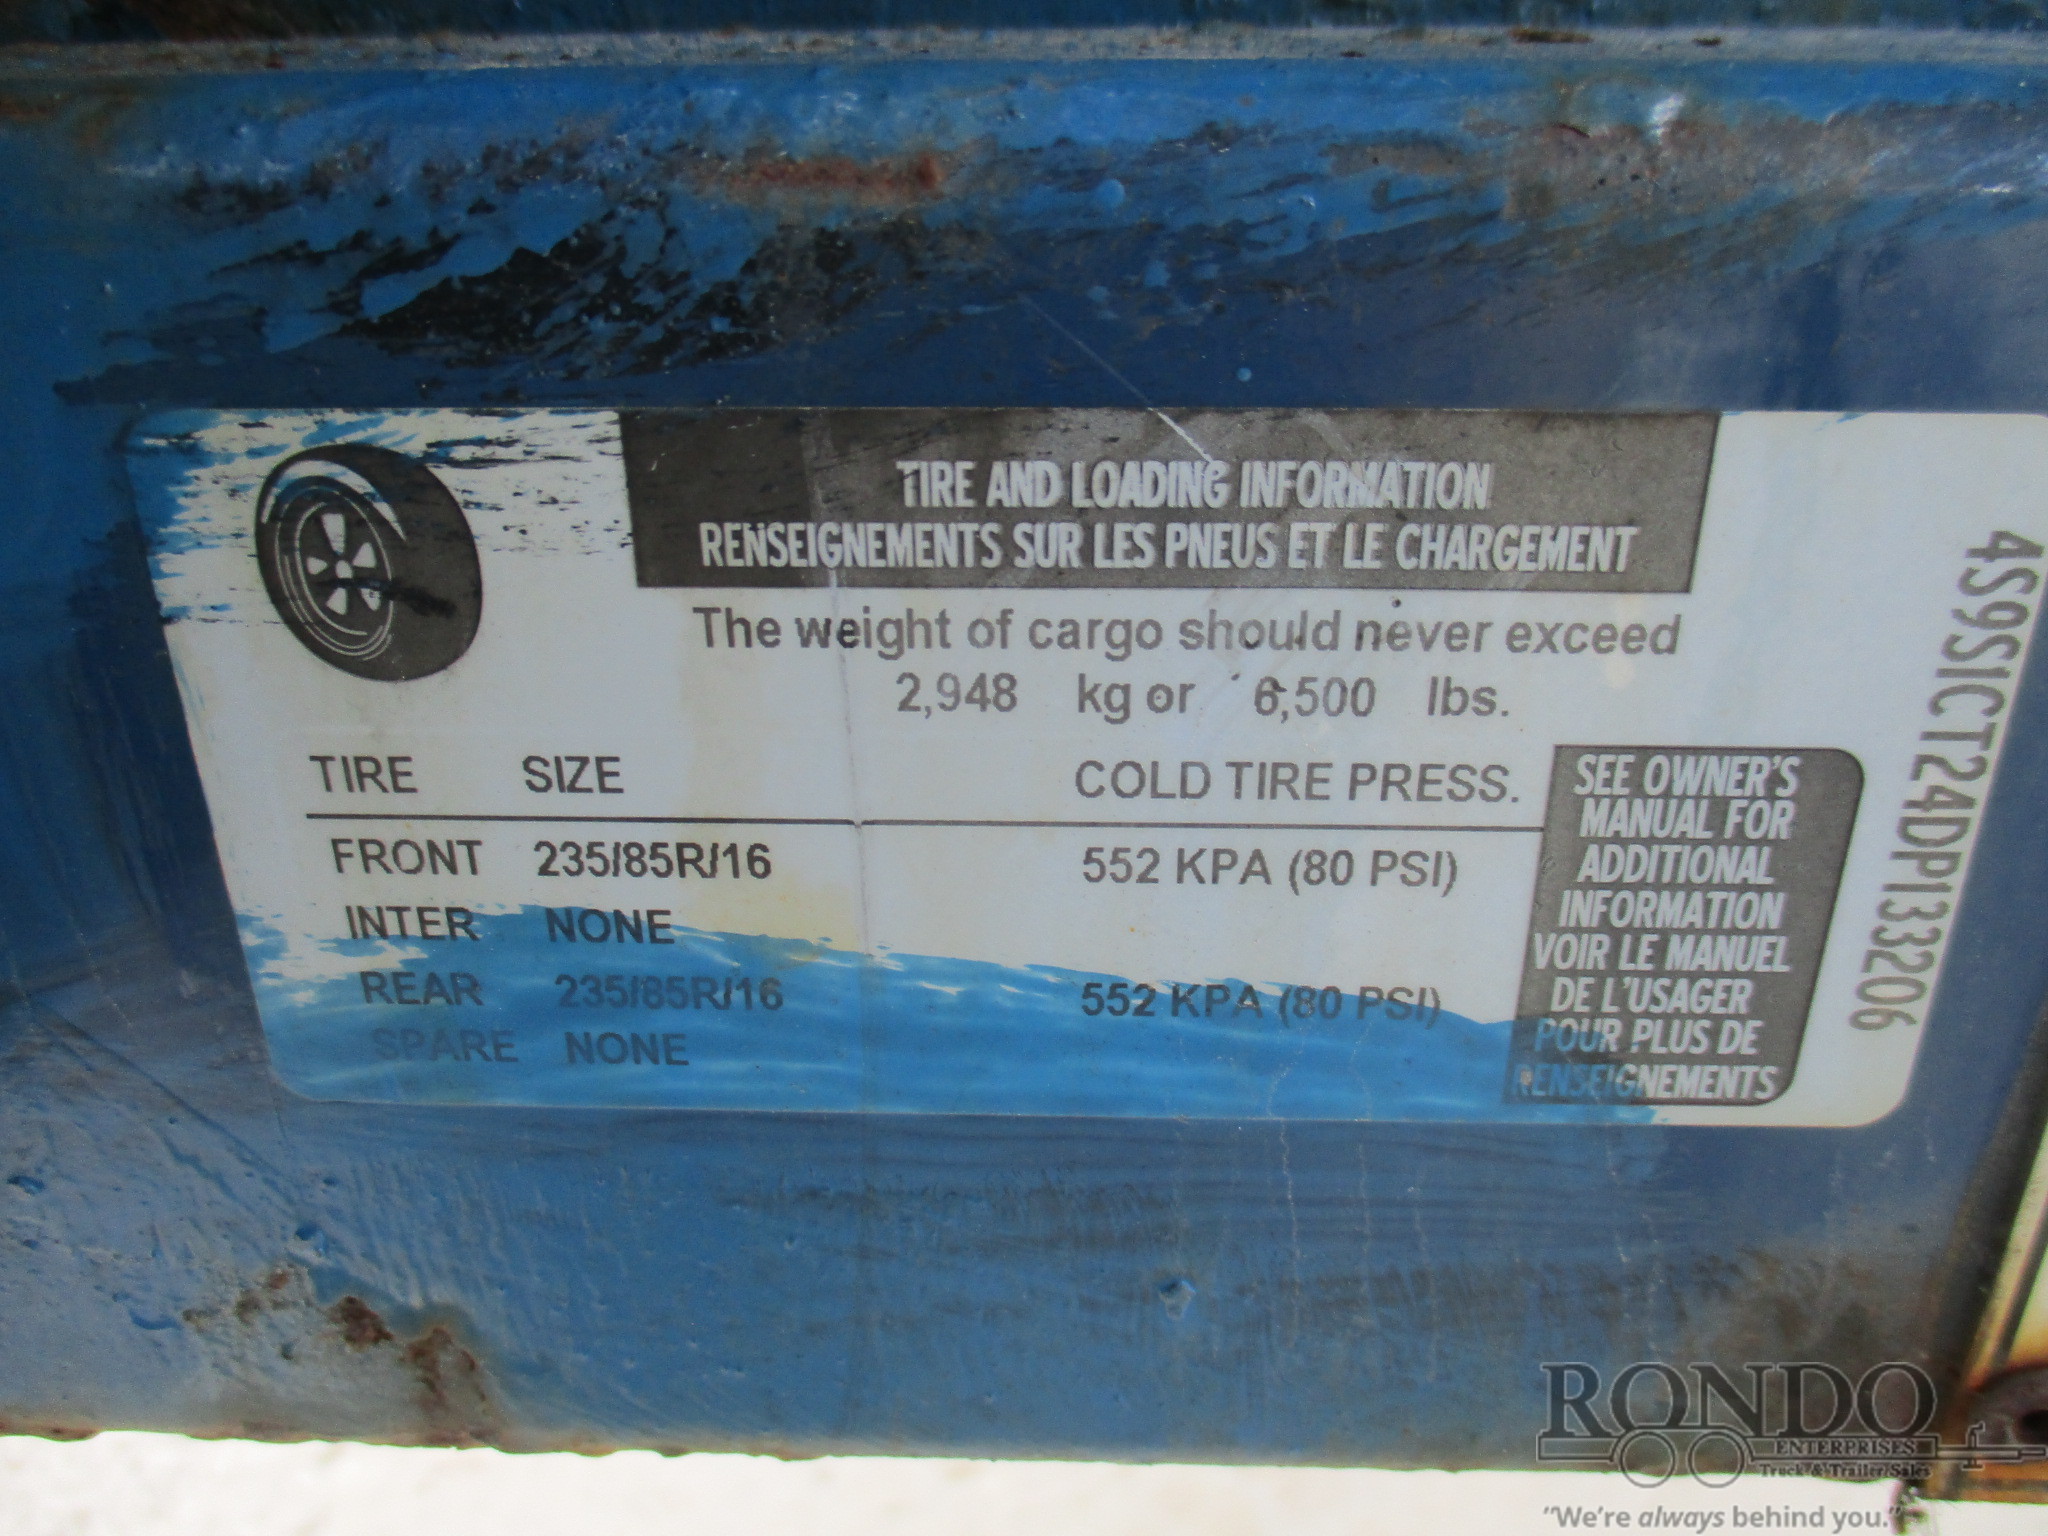 TIRE AND LOADING INFORMATION
RENSEIGNEMENTS SUR LES PNEUS ET LE CHARGEMENT
The weight of cargo should never exceed
2,948 kg or 6,500 lbs.
TIRE SIZE COLD TIRE PRESS.
FRONT 235/85R/16 552 KPA (80 PSI)
INTER NONE
REAR 235/85R/16 552 KPA (80 PSI)
SPARE NONE
SEE OWNER'S
MANUAL FOR
ADDITIONAL
INFORMATION
VOIR LE MANUEL
DE L'USAGER
POUR PLUS DE
RENSEIGNEMENTS
4S9SICT24DPI33206
RONDO
ENTERPRISES
Truck & Trailer Sales
"We're always behind you."